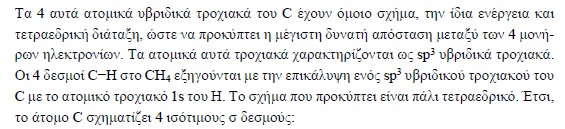 Τα 4 αυτά ατομικά υβριδικά τροχιακά του C έχουν όμοιο σχήμα, την ίδια ενέργεια και
τετραεδρική διάταξη, ώστε να προκύπτει η μέγιστη δυνατή απόσταση μεταξύ των 4 μονή-
ρων ηλεκτρονίων. Τα ατομικά αυτά τροχιακά χαρακτηρίζονται ως sp³ υβριδικά τροχιακά.
Οι 4 δεσμοί C−H στο CH₄ εξηγούνται με την επικάλυψη ενός sp³ υβριδικού τροχιακού του
C με το ατομικό τροχιακό 1s του H. Το σχήμα που προκύπτει είναι πάλι τετραεδρικό. Έτσι,
το άτομο C σχηματίζει 4 ισότιμους σ δεσμούς: